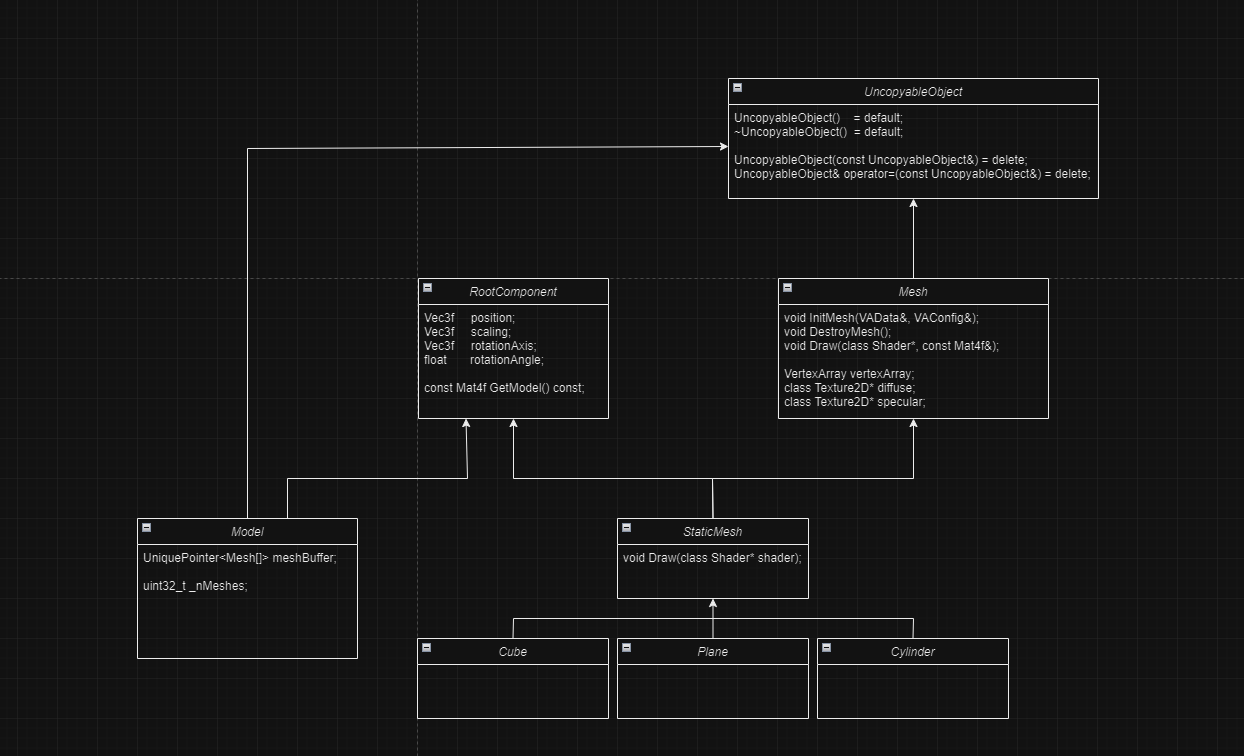 UncopyableObject
UncopyableObject() = default;
~UncopyableObject() = default;
UncopyableObject(const UncopyableObject&) = delete;
UncopyableObject& operator=(const UncopyableObject&) = delete;
RootComponent
Vec3f position;
Vec3f scaling;
Vec3f rotationAxis;
float rotationAngle;
const Mat4f GetModel() const;
Mesh
void InitMesh(VAData&, VAConfig&);
void DestroyMesh();
void Draw(class Shader*, const Mat4f&);
VertexArray vertexArray;
class Texture2D* diffuse;
class Texture2D* specular;
Model
UniquePointer<Mesh[]> meshBuffer;
uint32_t _nMeshes;
StaticMesh
void Draw(class Shader* shader);
Cube
Plane
Cylinder